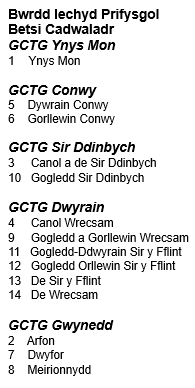 Bwrdd Iechyd Prifysgol
Betsi Cadwaladr
GCTG Ynys Mon
1 Ynys Mon
GCTG Conwy
5 Dywrain Conwy
6 Gorllewin Conwy
GCTG Sir Ddinbych
3 Canol a de Sir Ddinbych
10 Gogledd Sir Ddinbych
GCTG Dwyrain
4 Canol Wrecsam
9 Gogledd a Gorllewin Wrecsam
11 Gogledd-Ddwyrain Sir y Fflint
12 Gogledd Orllewin Sir y Fflint
13 De Sir y Fflint
14 De Wrecsam
GCTG Gwynedd
2 Arfon
7 Dwyfor
8 Meirionnydd